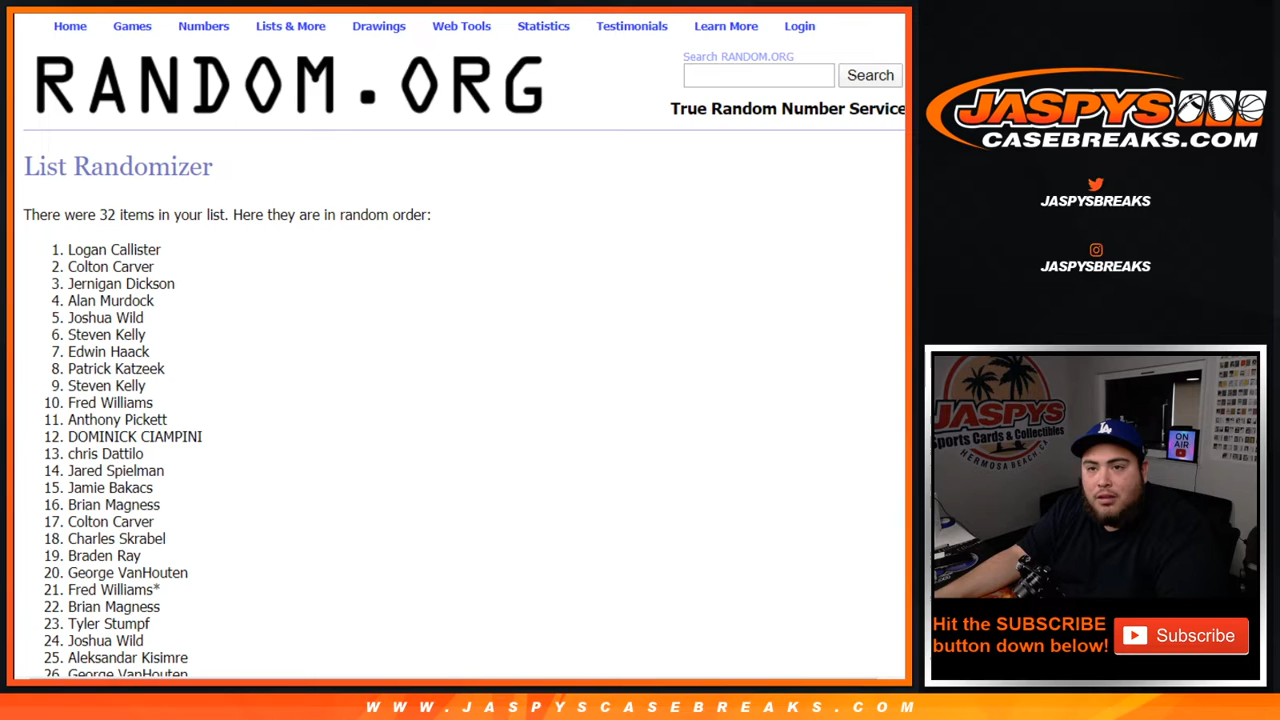 Home Games Numbers Lists & More Drawings Web Tools Statistics Testimonials Learn More Login
RANDOM.ORG
Search RANDOM.ORG
Search
True Random Number Service
List Randomizer
There were 32 items in your list. Here they are in random order:
1. Logan Callister
2. Colton Carver
3. Jernigan Dickson
4. Alan Murdock
5. Joshua Wild
6. Steven Kelly
7. Edwin Haack
8. Patrick Katzeek
9. Steven Kelly
10. Fred Williams
11. Anthony Pickett
12. DOMINICK CIAMPINI
13. chris Dattilo
14. Jared Spielman
15. Jamie Bakacs
16. Brian Magness
17. Colton Carver
18. Charles Skrabel
19. Braden Ray
20. George VanHouten
21. Fred Williams*
22. Brian Magness
23. Tyler Stumpf
24. Joshua Wild
25. Aleksandar Kisimre
26. George VanHouten
JASPYS
CASEBREAKS.COM
JASPYSBREAKS
JASPYSBREAKS
JASPYS
Sports Cards & Collectibles
HERMOSA BEACH, CA
LA
ON
AIR
Hit the SUBSCRIBE
button down below!
Subscribe
WWW.JASPYSCASEBREAKS.COM